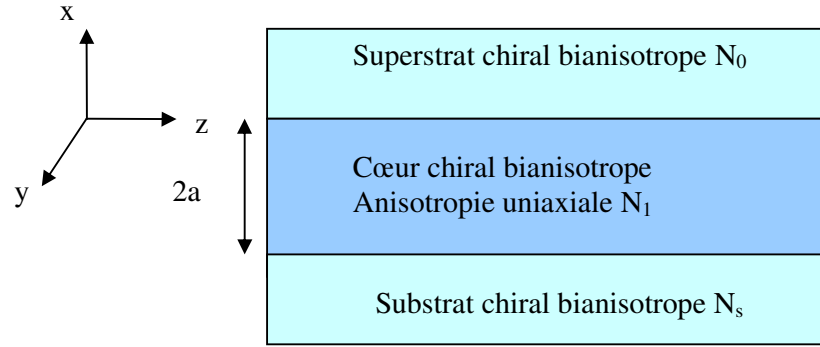 x
Superstrat chiral bianisotrope N₀
z
y
2a
Cœur chiral bianisotrope
Anisotropie uniaxiale N₁
Substrat chiral bianisotrope Nₛ